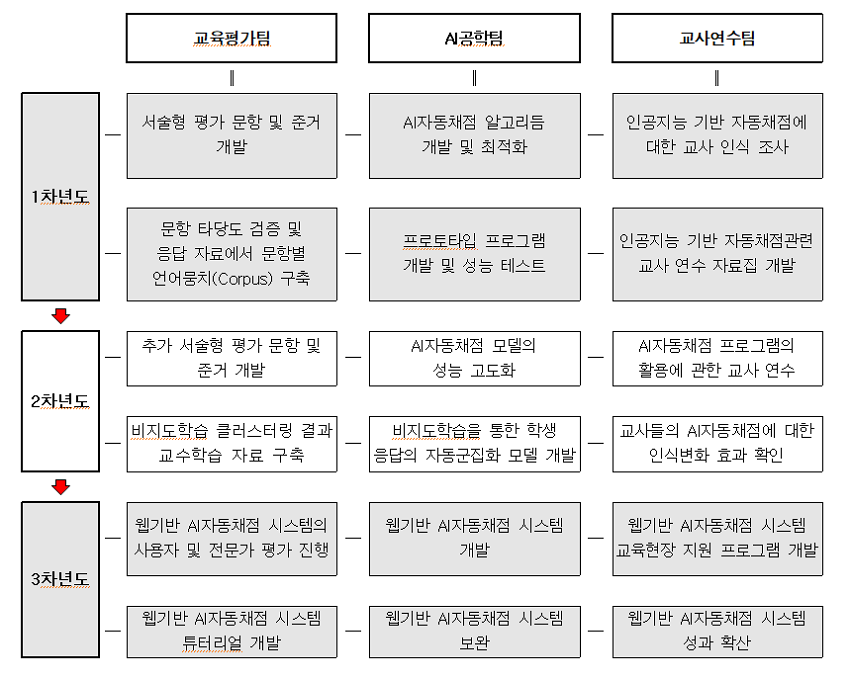 교육평가팀
AI공학팀
교사연수팀
1차년도
서술형 평가 문항 및 준거
개발
AI자동채점 알고리듬
개발 및 최적화
인공지능 기반 자동채점에
대한 교사 인식 조사
문항 타당도 검증 및
응답 자료에서 문항별
언어뭉치(Corpus) 구축
프로토타입 프로그램
개발 및 성능 테스트
인공지능 기반 자동채점관련
교사 연수 자료집 개발
2차년도
추가 서술형 평가 문항 및
준거 개발
AI자동채점 모델의
성능 고도화
AI자동채점 프로그램의
활용에 관한 교사 연수
비지도학습 클러스터링 결과
교수학습 자료 구축
비지도학습을 통한 학생
응답의 자동군집화 모델 개발
교사들의 AI자동채점에 대한
인식변화 효과 확인
3차년도
웹기반 AI자동채점 시스템의
사용자 및 전문가 평가 진행
웹기반 AI자동채점 시스템
개발
웹기반 AI자동채점 시스템
교육현장 지원 프로그램 개발
웹기반 AI자동채점 시스템
튜터리얼 개발
웹기반 AI자동채점 시스템
보완
웹기반 AI자동채점 시스템
성과 확산